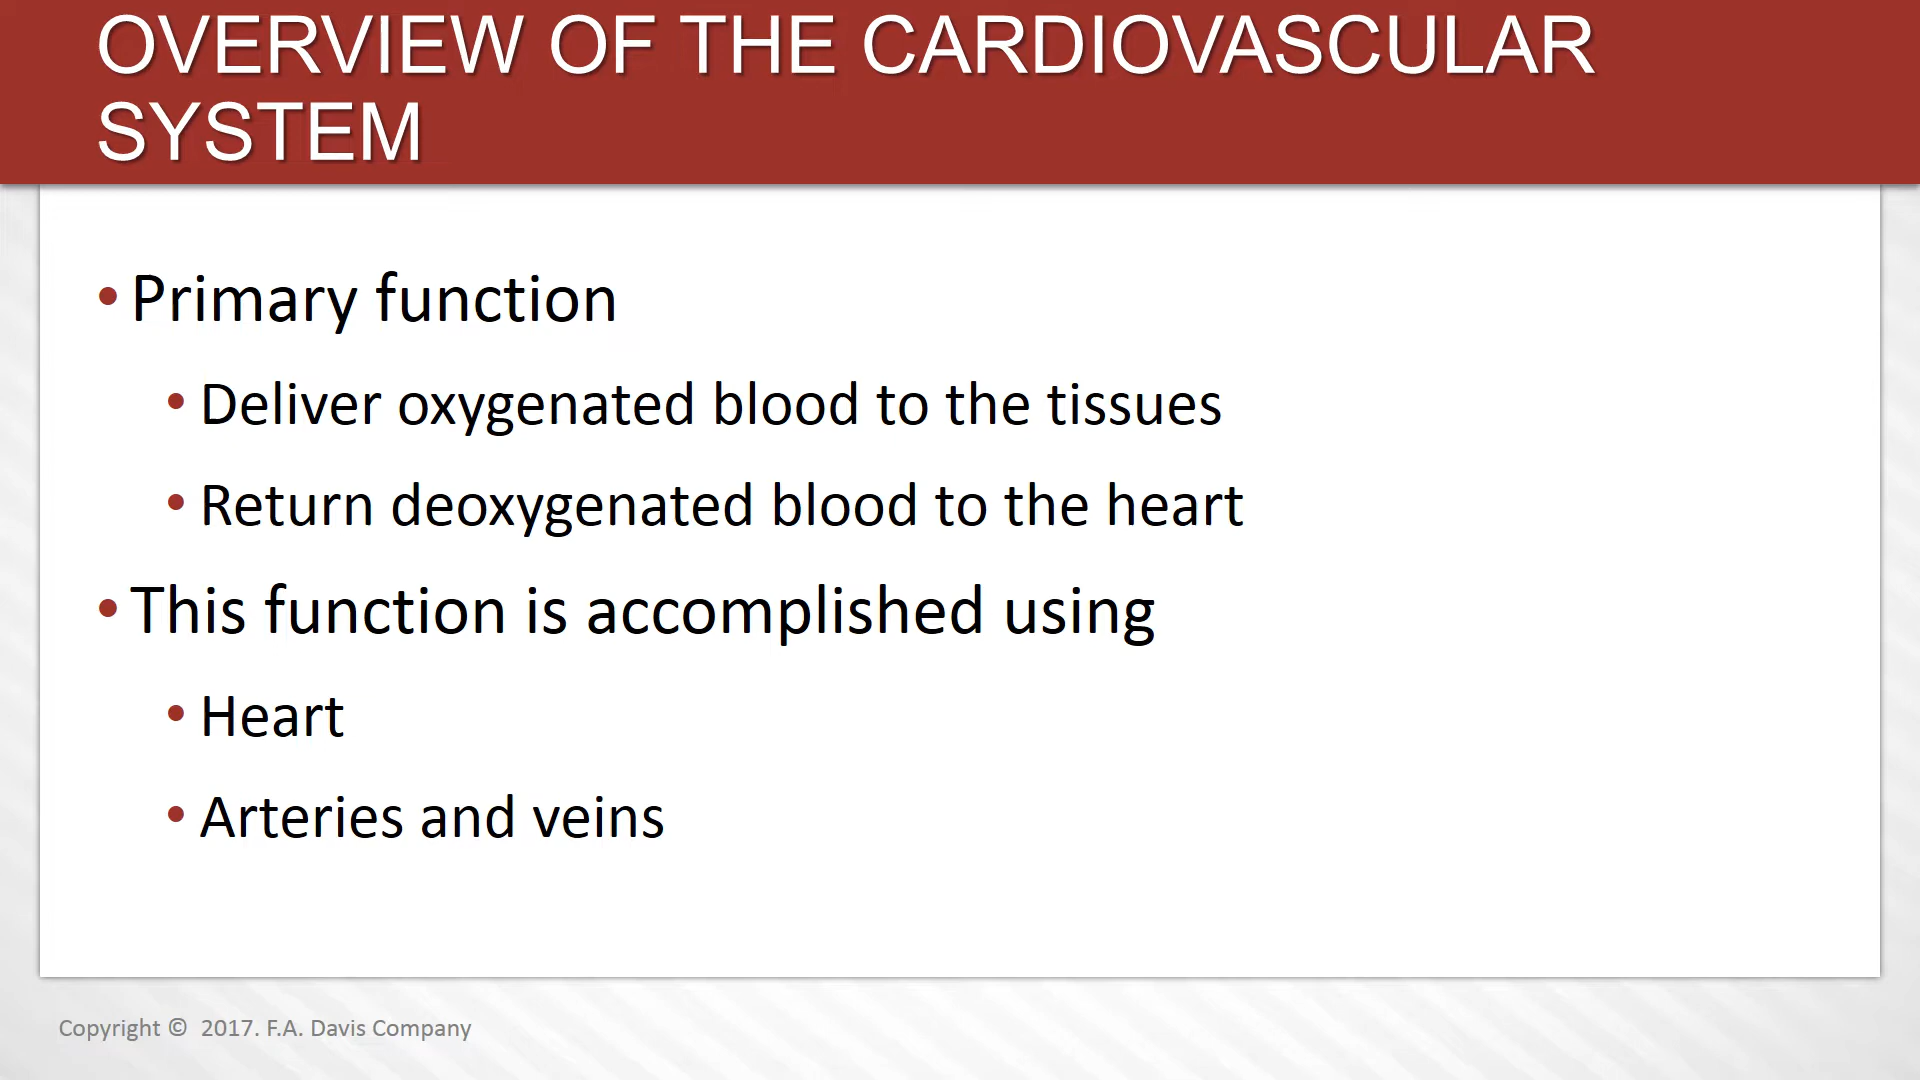 OVERVIEW OF THE CARDIOVASCULAR
SYSTEM
• Primary function
• Deliver oxygenated blood to the tissues
• Return deoxygenated blood to the heart
• This function is accomplished using
• Heart
• Arteries and veins
Copyright © 2017. F.A. Davis Company